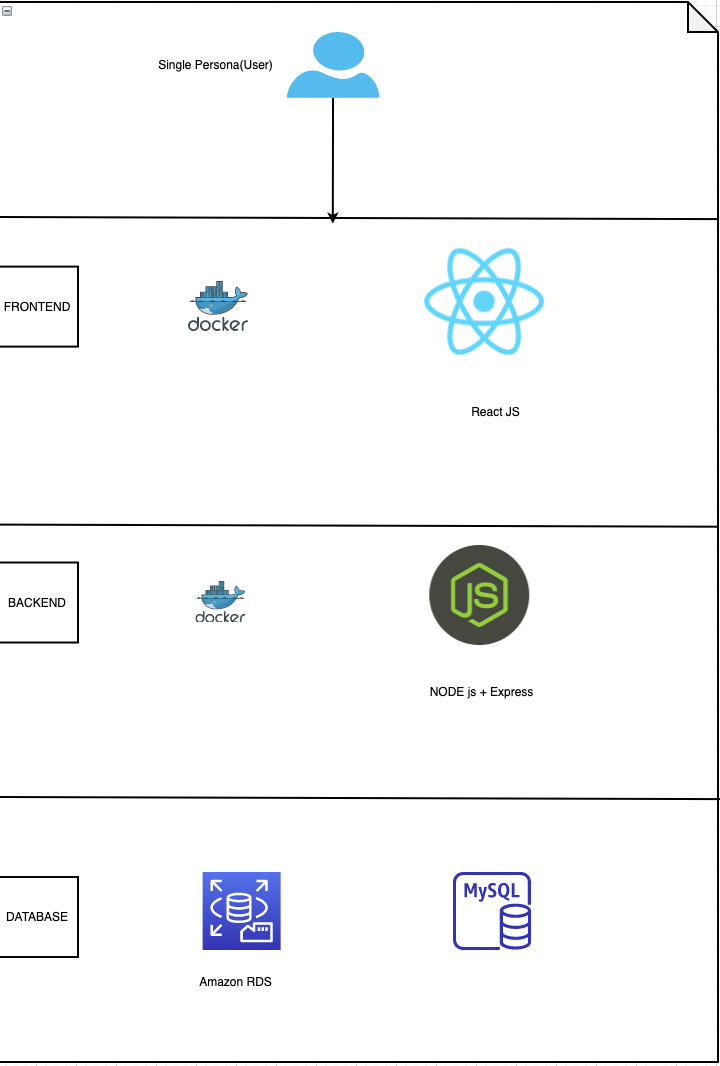 Single Persona(User)
FRONTEND
docker
React JS
BACKEND
docker
JS
NODE js + Express
MySQL
DATABASE
Amazon RDS